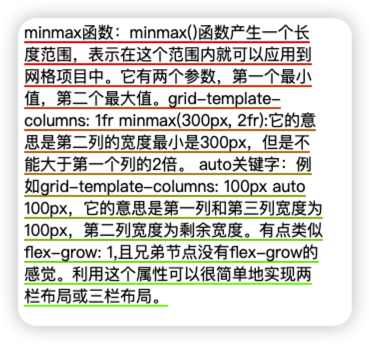 minmax函数：minmax()函数产生一个长
度范围，表示在这个范围内就可以应用到
网格项目中。它有两个参数，第一个最小
值，第二个最大值。grid-template-
columns: 1fr minmax(300px, 2fr):它的意
思是第二列的宽度最小是300px，但是不
能大于第一个列的2倍。 auto关键字：例
如grid-template-columns: 100px auto
100px，它的意思是第一列和第三列宽度为
100px，第二列宽度为剩余宽度。有点类似
flex-grow: 1,且兄弟节点没有flex-grow的
感觉。利用这个属性可以很简单地实现两
栏布局或三栏布局。